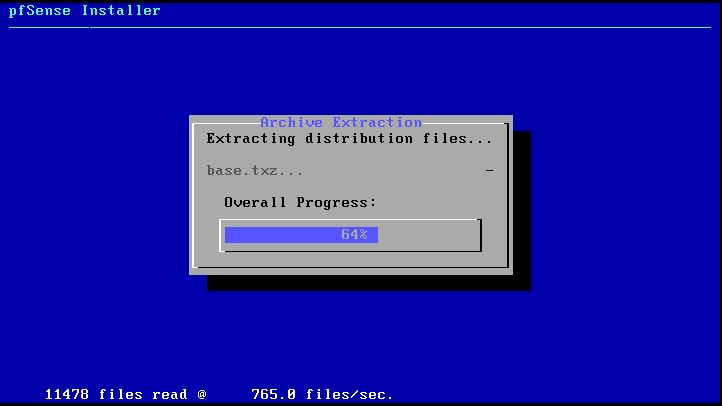 pfSense Installer
Archive Extraction
Extracting distribution files...
base.txz... -
Overall Progress:
64%
11478 files read @ 765.0 files/sec.